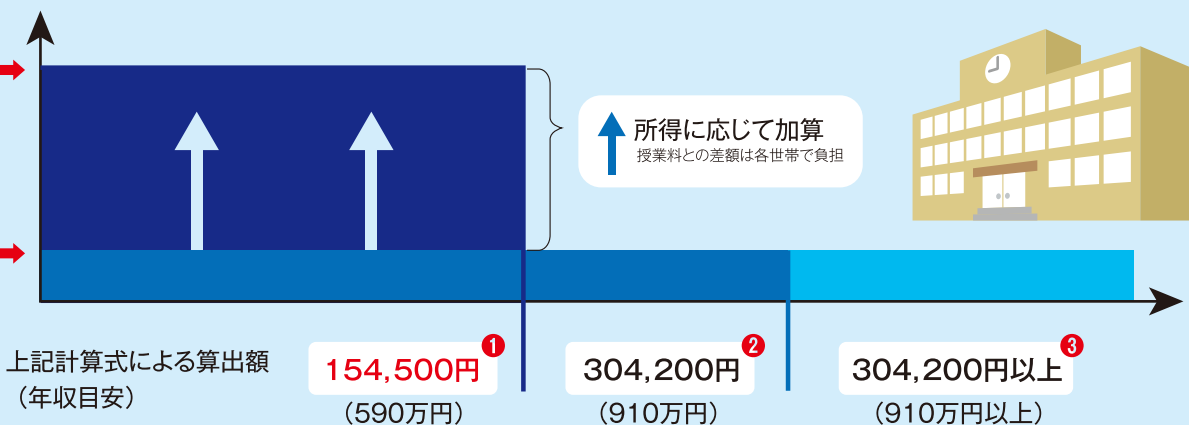 所得に応じて加算
授業料との差額は各世帯で負担
上記計算式による算出額
（年収目安）
154,500円 ❶
（590万円）
304,200円 ❷
（910万円）
304,200円以上 ❸
（910万円以上）